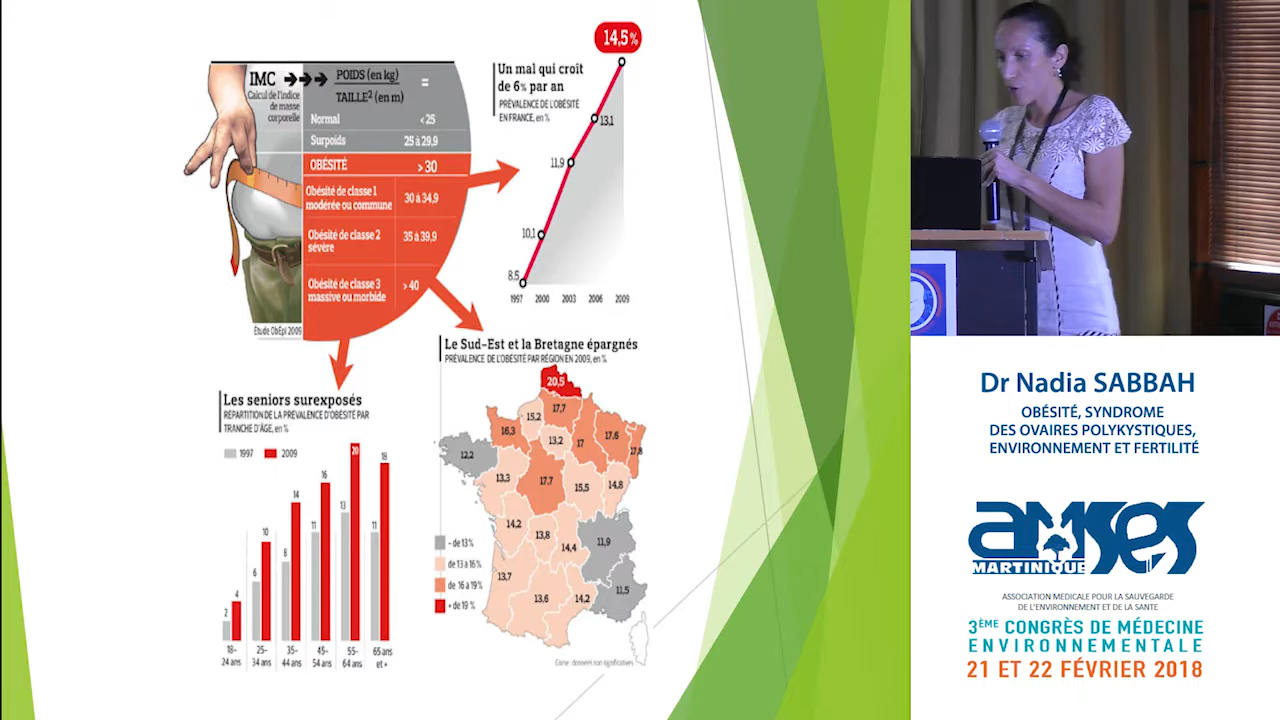 IMC
POIDS (en kg)
=
TAILLE² (en m)
Calcul de l'indice
de masse
corporelle
Normal
< 25
Surpoids
25 à 29,9
OBÉSITÉ
> 30
Obésité de classe 1
modérée ou commune
30 à 34,9
Obésité de classe 2
sévère
35 à 39,9
Obésité de classe 3
massive ou morbide
> 40
Etude ObÉpi 2009
14,5%
Un mal qui croît
de 6% par an
PRÉVALENCE DE L'OBÉSITÉ
EN FRANCE, en %
13,1
11,9
10,1
8,5
1997 2000 2003 2006 2009
Les seniors surexposés
RÉPARTITION DE LA PRÉVALENCE D'OBÉSITÉ PAR
TRANCHE D'ÂGE, en %
1997 2009
2 4
6 10
8 14
11 16
13 20
11 18
18-
24 ans
25-
34 ans
35-
44 ans
45-
54 ans
55-
64 ans
65 ans
et +
Le Sud-Est et la Bretagne épargnés
PRÉVALENCE DE L'OBÉSITÉ PAR RÉGION EN 2009, en %
20,5
15,2 17,7
16,3 13,2 17 17,6 17,8
12,2
%
13,3 17,7 15,5 14,8
14,2 13,8 14,4 11,9
13,7 13,6 14,2 11,5
- de 13%
de 13 à 16%
de 16 à 19%
+ de 19 %
Corse : données non significatives
Dr Nadia SABBAH
OBÉSITÉ, SYNDROME
DES OVAIRES POLYKYSTIQUES,
ENVIRONNEMENT ET FERTILITÉ
AMSES
MARTINIQUE
ASSOCIATION MEDICALE POUR LA SAUVEGARDE
DE L'ENVIRONNEMENT ET DE LA SANTE
3ÈME CONGRÈS DE MÉDECINE
ENVIRONNEMENTALE
21 ET 22 FÉVRIER 2018